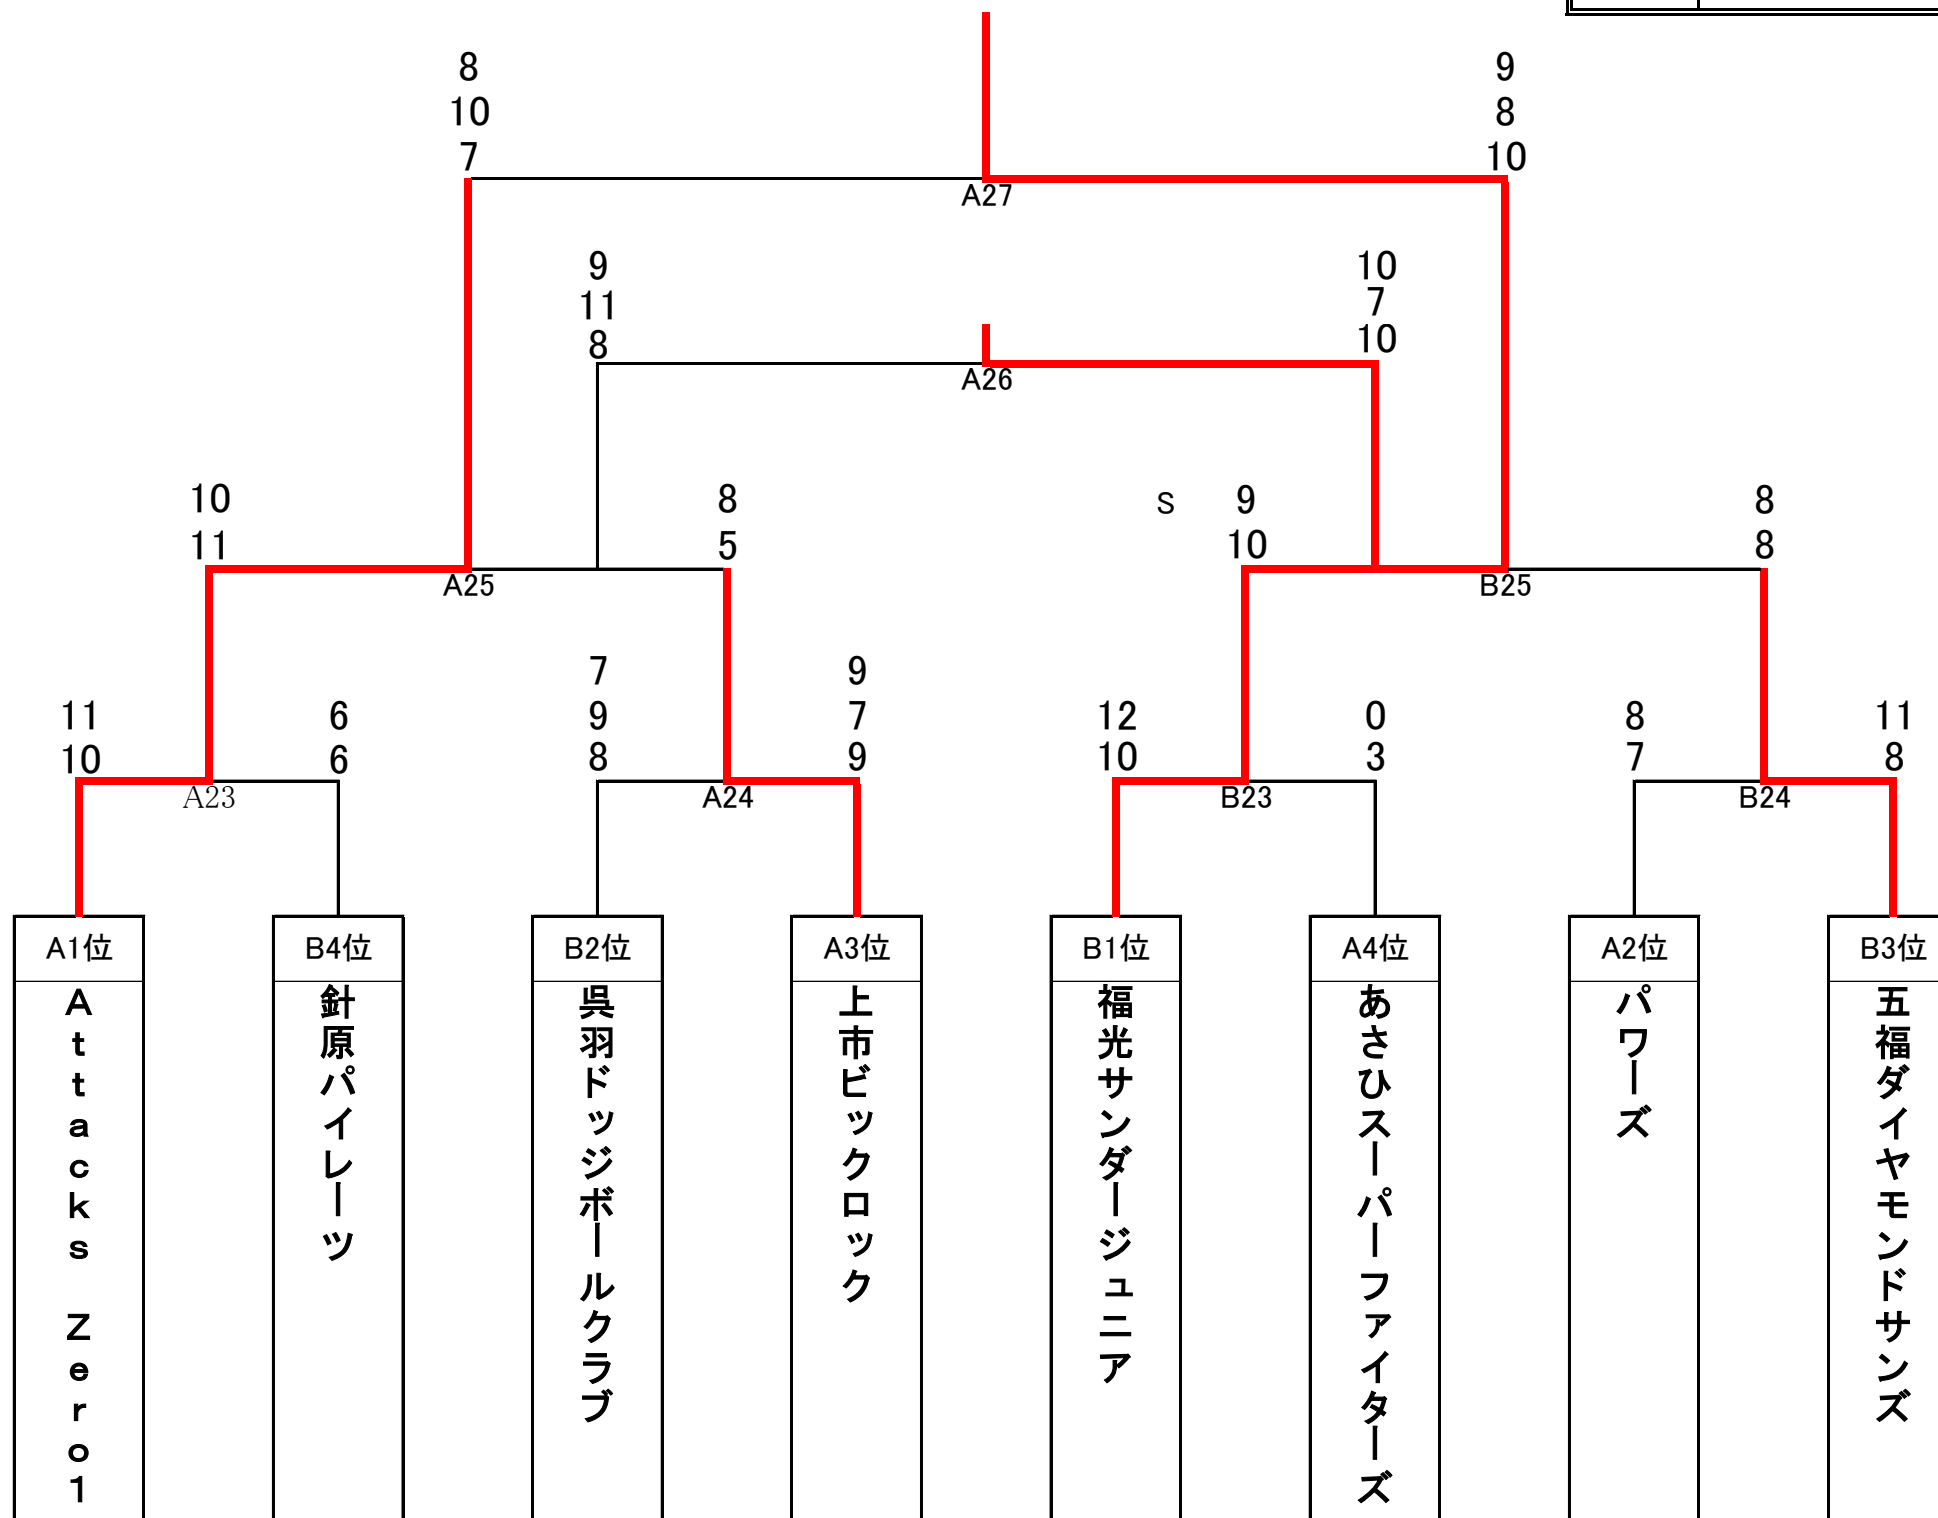 8 9
10 8
7 10
A27
9 10
11 7
8 10
A26
10 8 S 9 8
11 5 10 8
A25 B25
7 9
11 6 9 7 12 0 8 11
10 6 8 9 10 3 7 8
A23 A24 B23 B24
A1位 B4位 B2位 A3位 B1位 A4位 A2位 B3位
Attacks Zero1
針原パイレーツ
呉羽ドッジボールクラブ
上市ビックロック
福光サンダージュニア
あさひスーパーファイターズ
パワーズ
五福ダイヤモンドサンズ